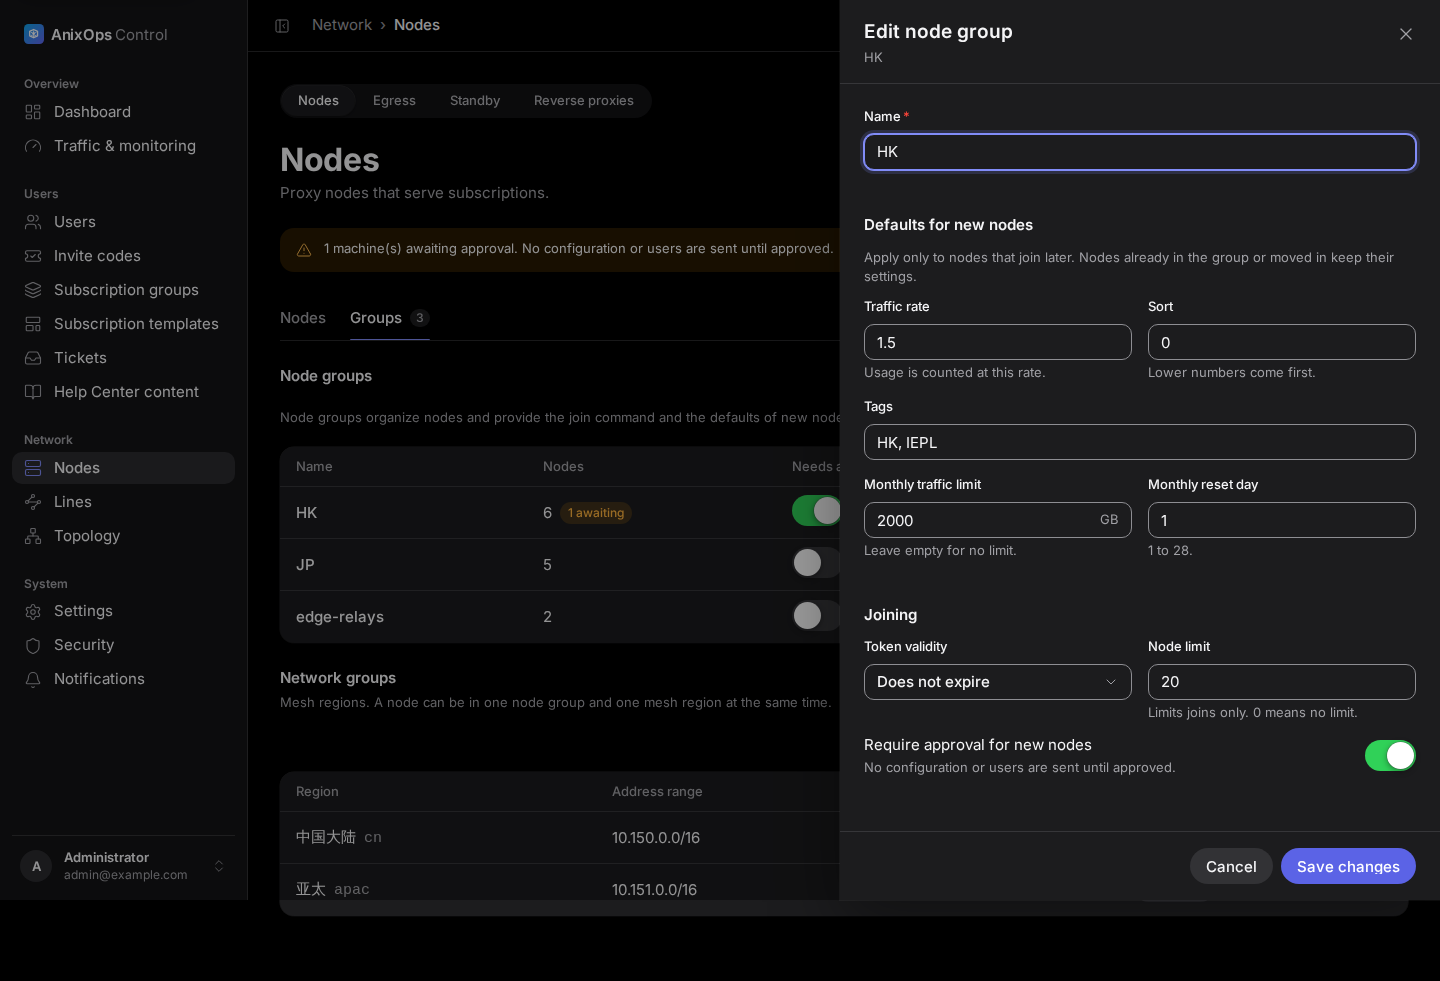 AnixOps Control
Overview
Dashboard
Traffic & monitoring
Users
Users
Invite codes
Subscription groups
Subscription templates
Tickets
Help Center content
Network
Nodes
Lines
Topology
System
Settings
Security
Notifications
A
Administrator
admin@example.com
Network › Nodes
Nodes Egress Standby Reverse proxies
Nodes
Proxy nodes that serve subscriptions.
1 machine(s) awaiting approval. No configuration or users are sent until approved.
Nodes Groups 3
Node groups
Node groups organize nodes and provide the join command and the defaults of new node
Name Nodes Needs a
HK 6 1 awaiting
JP 5
edge-relays 2
Network groups
Mesh regions. A node can be in one node group and one mesh region at the same time.
Region Address range
中国大陆 cn 10.150.0.0/16
亚太 apac 10.151.0.0/16
Edit node group
HK
Name *
HK
Defaults for new nodes
Apply only to nodes that join later. Nodes already in the group or moved in keep their
settings.
Traffic rate Sort
1.5 0
Usage is counted at this rate. Lower numbers come first.
Tags
HK, IEPL
Monthly traffic limit Monthly reset day
2000 GB 1
Leave empty for no limit. 1 to 28.
Joining
Token validity Node limit
Does not expire 20
Limits joins only. 0 means no limit.
Require approval for new nodes
No configuration or users are sent until approved.
Cancel Save changes